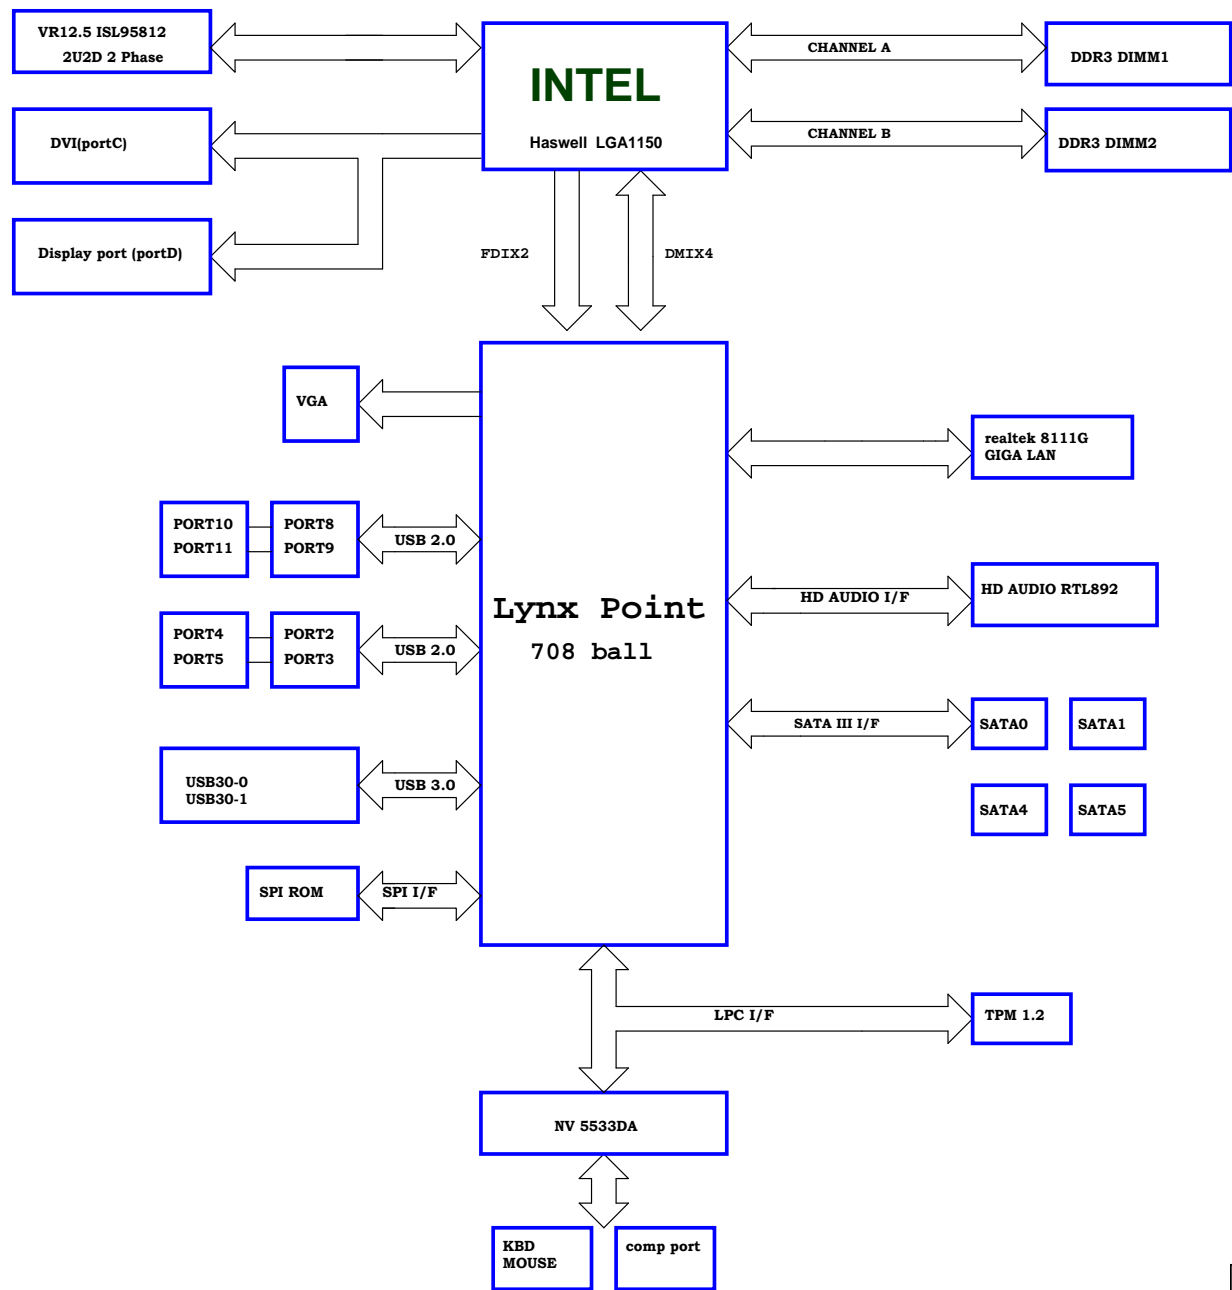 VR12.5 ISL95812
2U2D 2 Phase
INTEL
Haswell LGA1150
CHANNEL A
DDR3 DIMM1
DVI(portC)
CHANNEL B
DDR3 DIMM2
Display port (portD)
FDIX2
DMIX4
VGA
realtek 8111G
GIGA LAN
PORT10
PORT11
PORT8
PORT9
USB 2.0
HD AUDIO I/F
HD AUDIO RTL892
Lynx Point
708 ball
PORT4
PORT5
PORT2
PORT3
USB 2.0
SATA III I/F
SATA0
SATA1
USB30-0
USB30-1
USB 3.0
SATA4
SATA5
SPI ROM
SPI I/F
LPC I/F
TPM 1.2
NV 5533DA
KBD
MOUSE
comp port